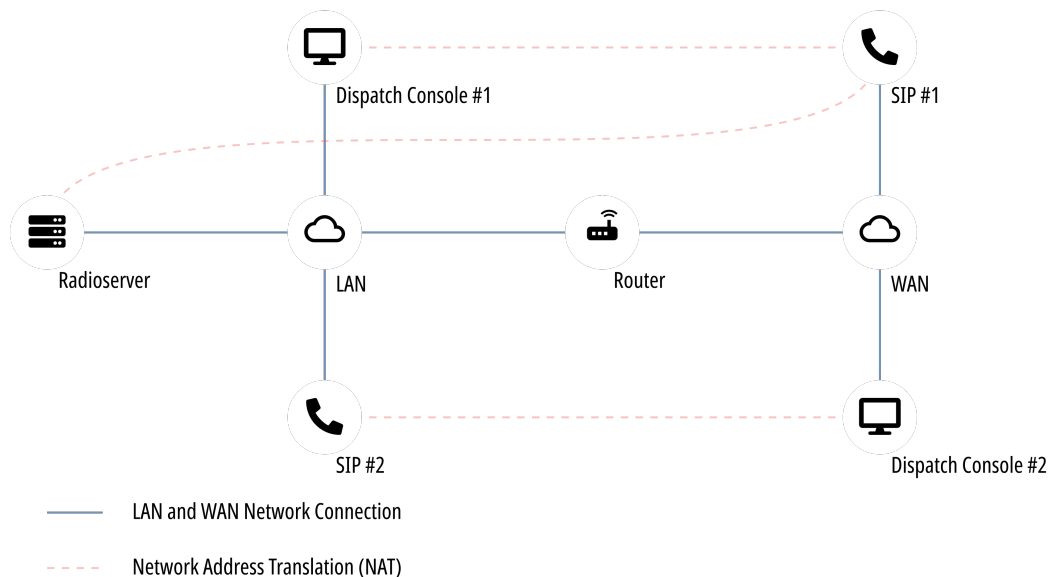 Dispatch Console #1
SIP #1
Radioserver
LAN
Router
WAN
SIP #2
Dispatch Console #2
LAN and WAN Network Connection
Network Address Translation (NAT)